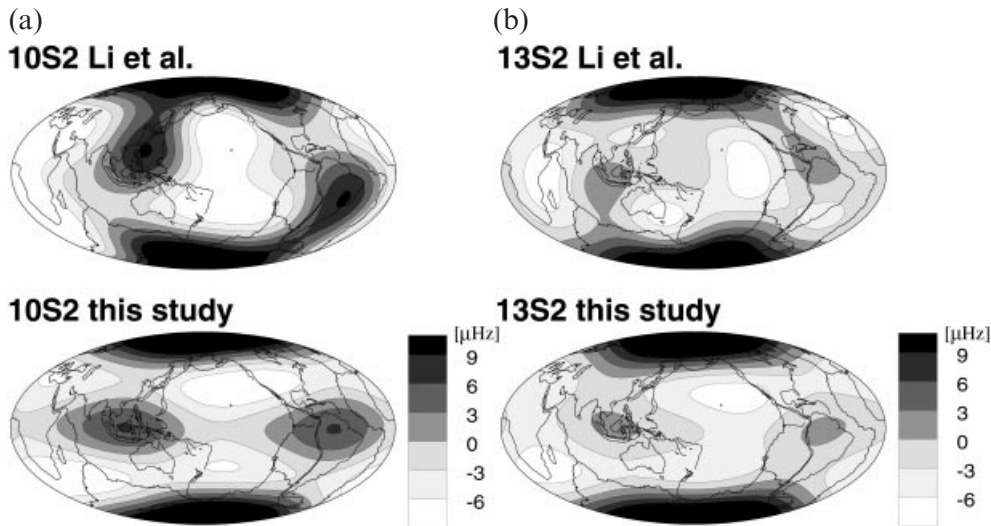 (a)
10S2 Li et al.
(b)
13S2 Li et al.
10S2 this study
[μHz]
9
6
3
0
-3
-6
13S2 this study
[μHz]
9
6
3
0
-3
-6